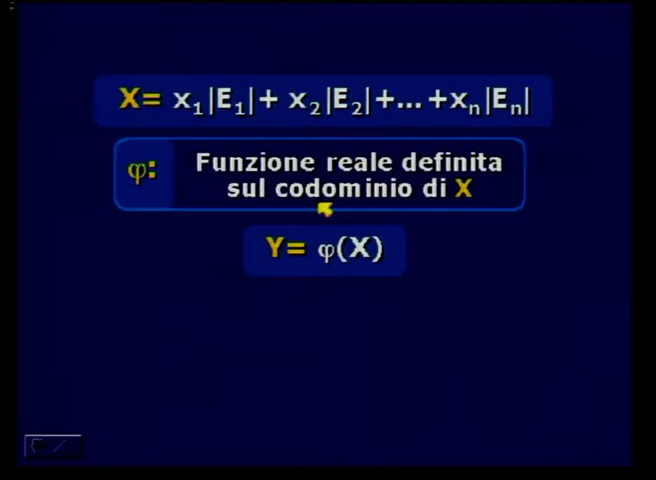 X= x₁|E₁|+ x₂|E₂|+...+xₙ|Eₙ|
φ: Funzione reale definita
sul codominio di X
Y= φ(X)